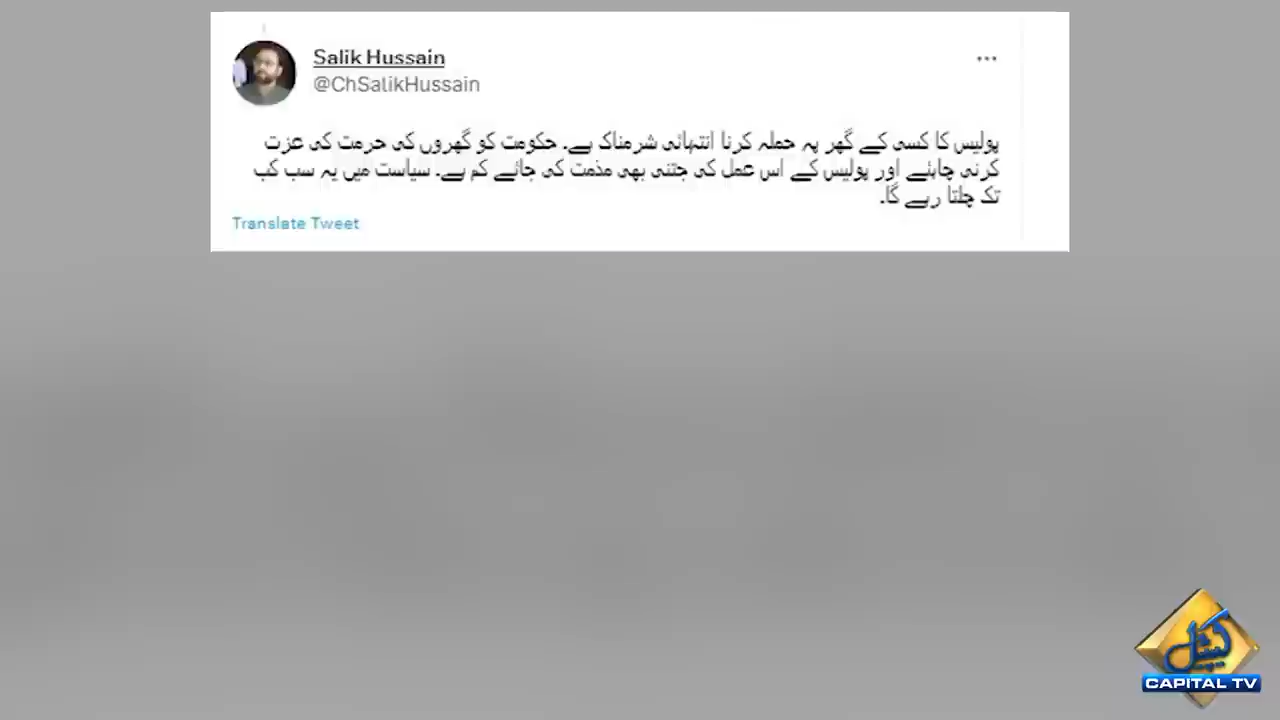 Salik Hussain
@ChSalikHussain
پولیس کا کسی کے گھر پہ حملہ کرنا انتہائی شرمناک ہے۔ حکومت کو گھروں کی حرمت کی عزت
کرنی چاہئے اور پولیس کے اس عمل کی جتنی بھی مذمت کی جائے کم ہے۔ سیاست میں یہ سب کب
تک چلتا رہے گا۔
Translate Tweet
کیپیٹل
CAPITAL TV